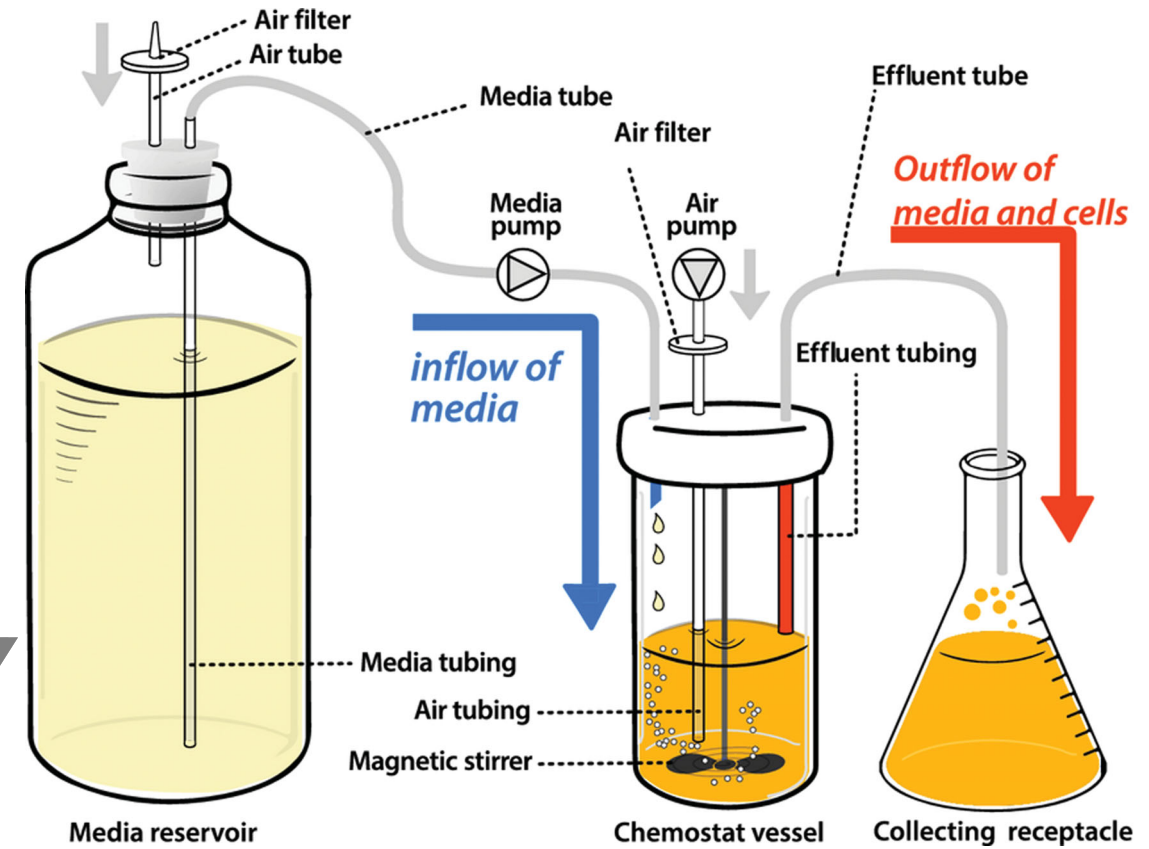 Air filter
Air tube
Media tube
Effluent tube
Air filter
Outflow of
media and cells
Media
pump
Air
pump
inflow of
media
Effluent tubing
Media tubing
Air tubing
Magnetic stirrer
Media reservoir
Chemostat vessel
Collecting receptacle